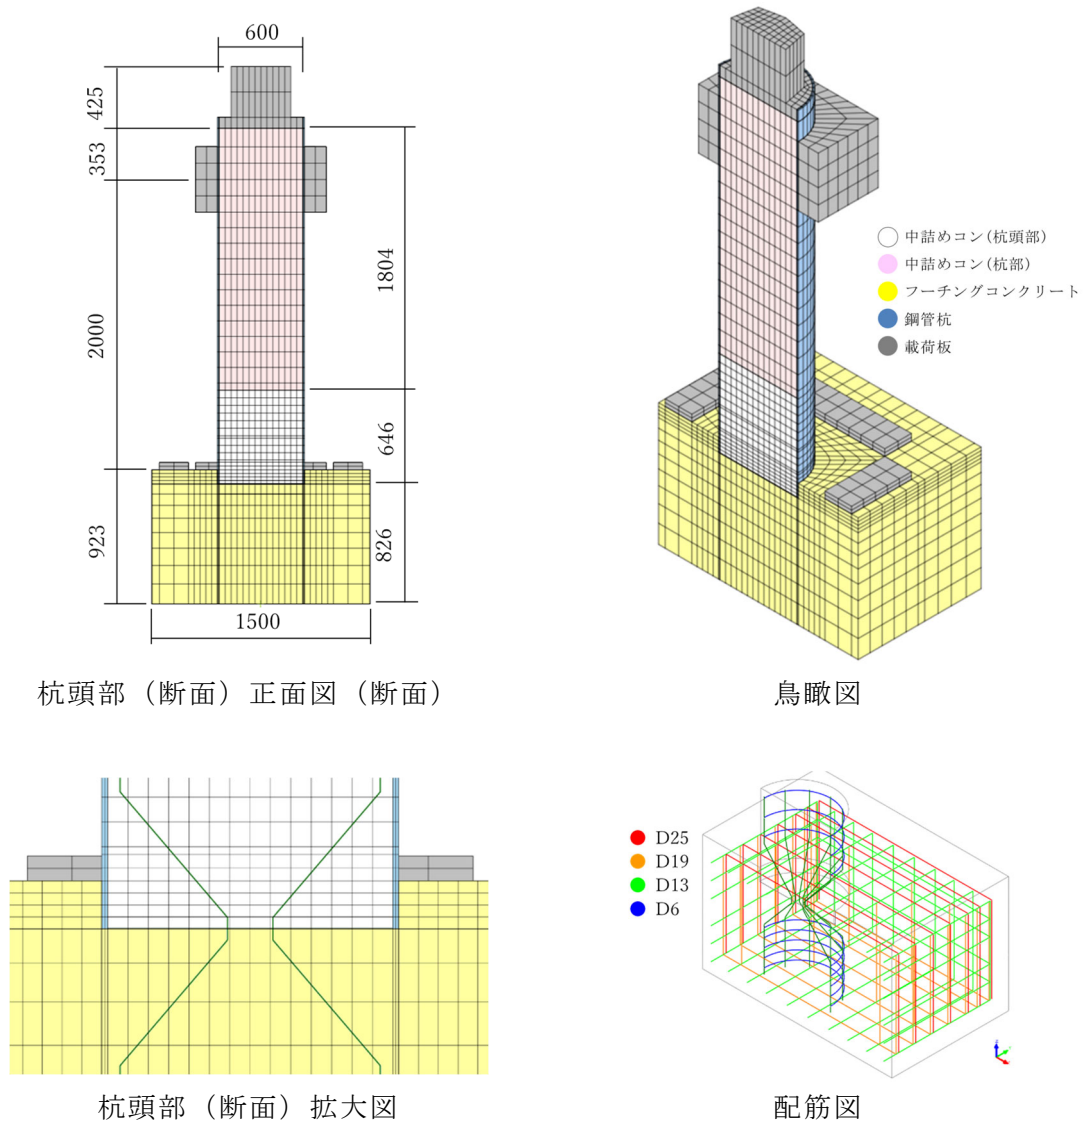 600
425
353
2000
923
1804
646
826
1500
中詰めコン(杭頭部)
中詰めコン(杭部)
フーチングコンクリート
鋼管杭
載荷板
杭頭部（断面）正面図（断面）
鳥瞰図
D25
D19
D13
D6
杭頭部（断面）拡大図
配筋図